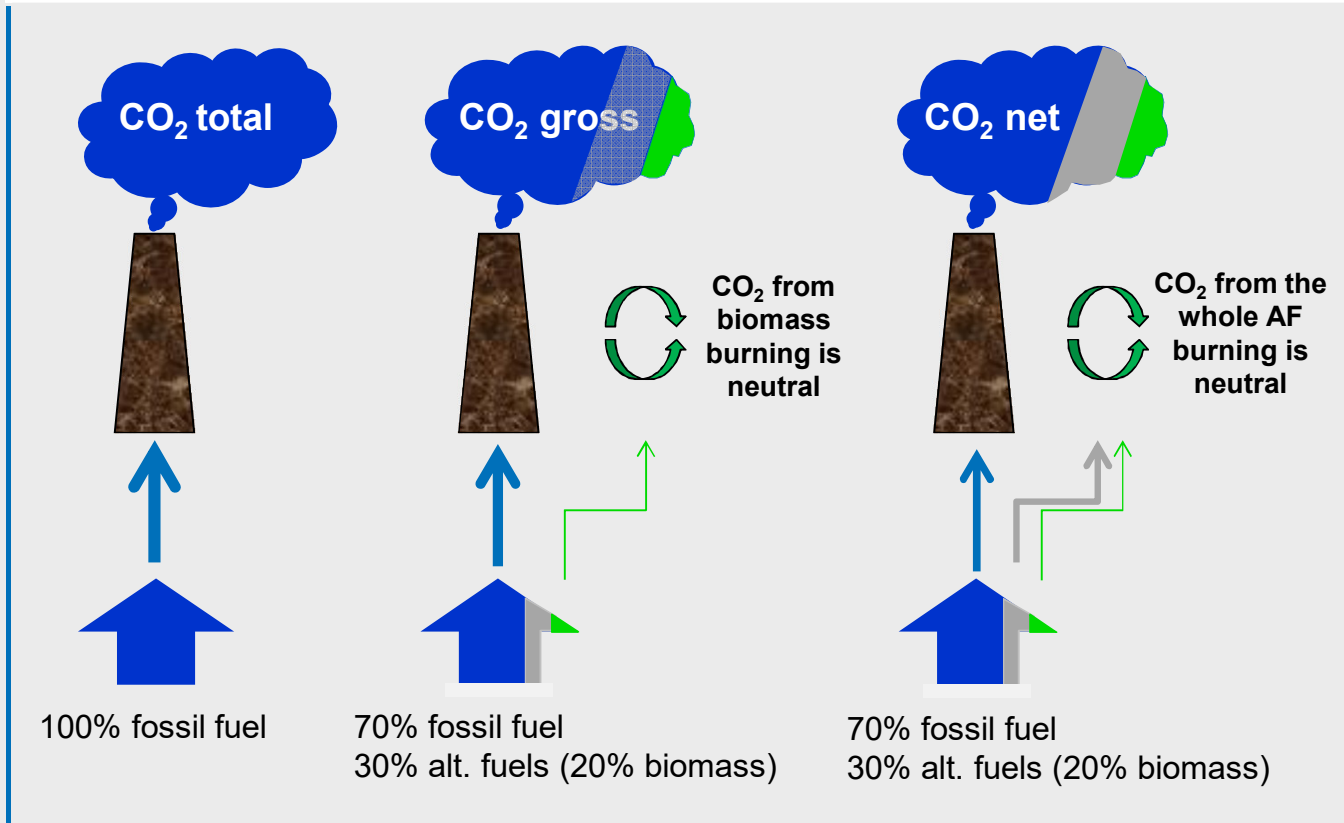 CO₂ total
CO₂ gross
CO₂ net
CO₂ from
biomass
burning is
neutral
CO₂ from the
whole AF
burning is
neutral
100% fossil fuel
70% fossil fuel
30% alt. fuels (20% biomass)
70% fossil fuel
30% alt. fuels (20% biomass)